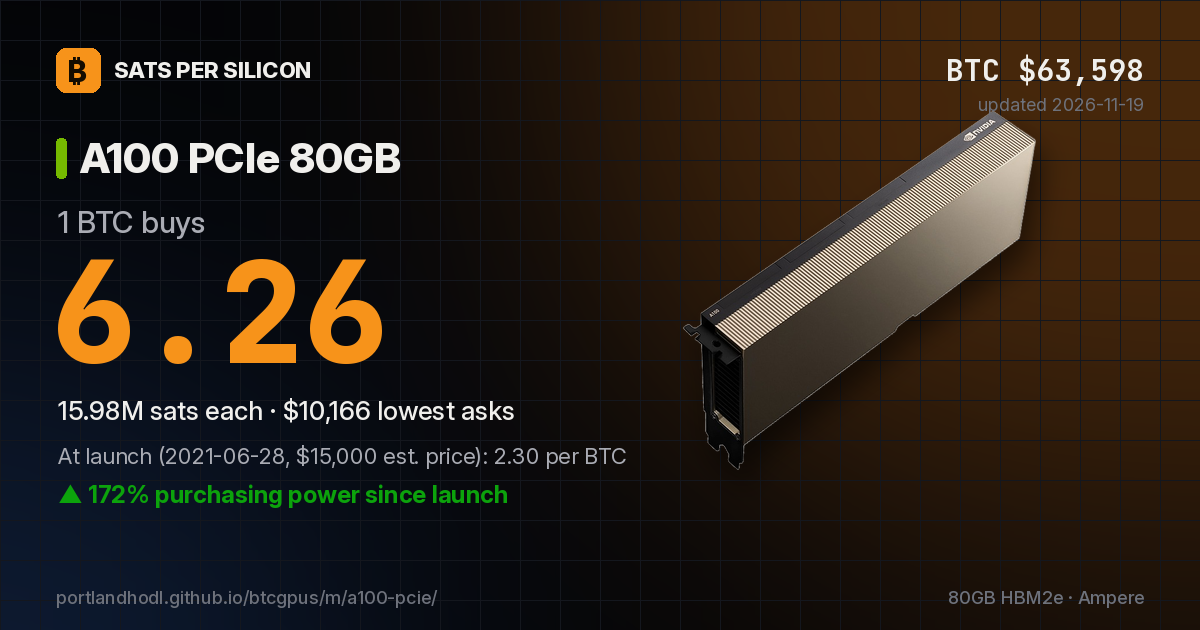 SATS PER SILICON
BTC $63,598
updated 2026-11-19
A100 PCIe 80GB
1 BTC buys
6.26
15.98M sats each · $10,166 lowest asks
At launch (2021-06-28, $15,000 est. price): 2.30 per BTC
▲ 172% purchasing power since launch
NVIDIA
A100
portlandhodl.github.io/btcgpus/m/a100-pcie/
80GB HBM2e · Ampere